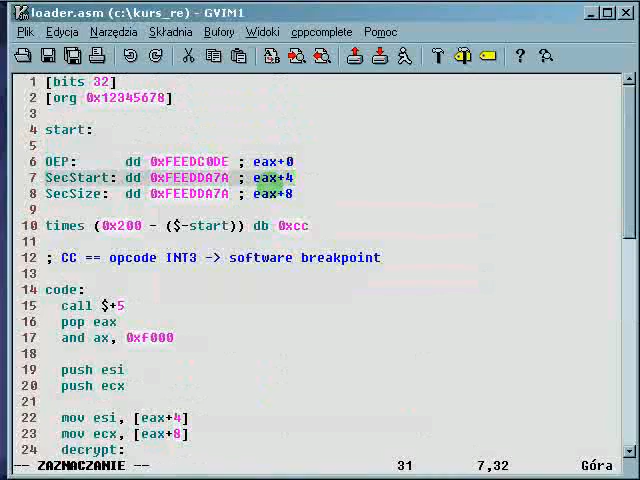 loader.asm (c:\kurs_re) - GVIM1
Plik Edycja Narzędzia Składnia Bufory Widoki cppcomplete Pomoc
1 [bits 32]
2 [org 0x12345678]
3
4 start:
5
6 OEP: dd 0xFEEDC0DE ; eax+0
7 SecStart: dd 0xFEEDDA7A ; eax+4
8 SecSize: dd 0xFEEDDA7A ; eax+8
9
10 times (0x200 - ($-start)) db 0xcc
11
12 ; CC == opcode INT3 -> software breakpoint
13
14 code:
15 call $+5
16 pop eax
17 and ax, 0xf000
18
19 push esi
20 push ecx
21
22 mov esi, [eax+4]
23 mov ecx, [eax+8]
24 decrypt:
-- ZAZNACZANIE -- 31 7,32 Góra